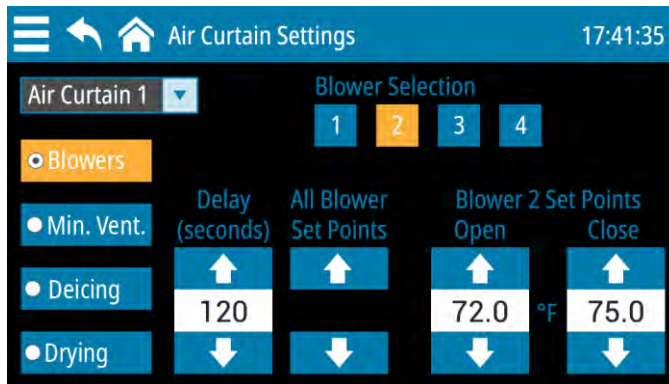 Air Curtain Settings 17:41:35
Air Curtain 1
Blower Selection
1 2 3 4
Blowers
Min. Vent.
Deicing
Drying
Delay
(seconds)
120
All Blower
Set Points
Blower 2 Set Points
Open Close
72.0 °F 75.0